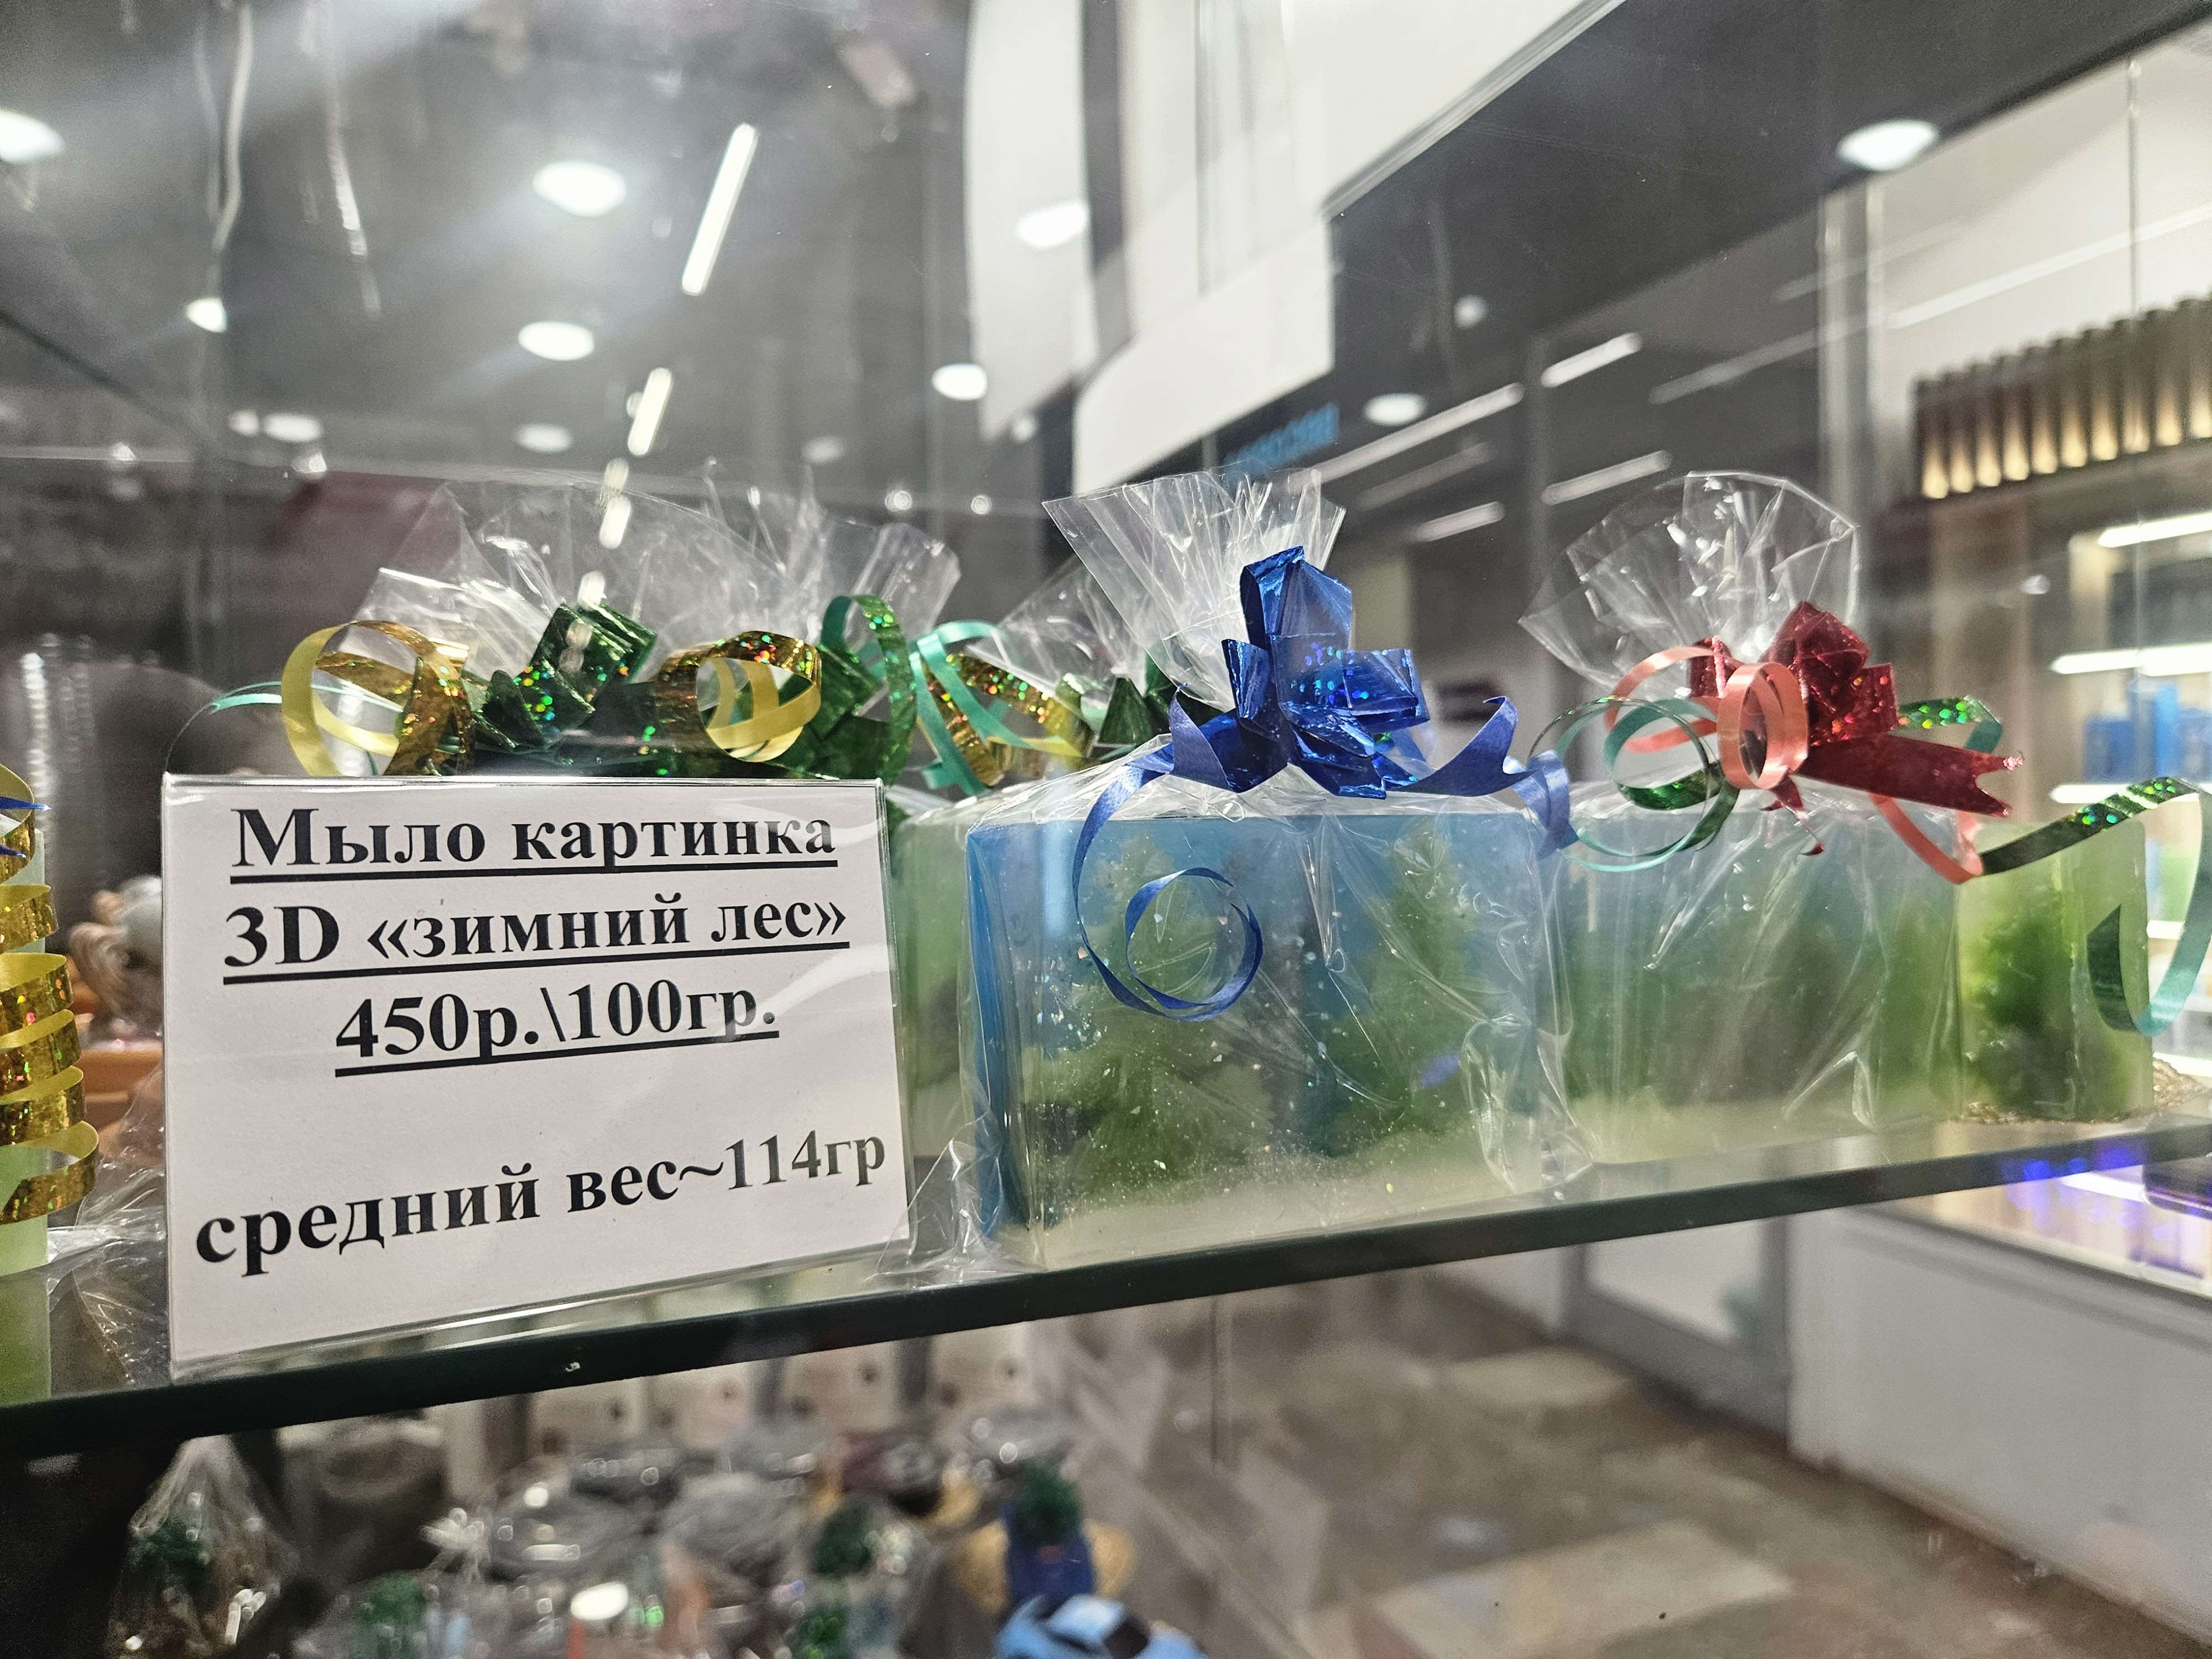 Мыло картинка
3D «зимний лес»
450р.\100гр.
средний вес~114гр